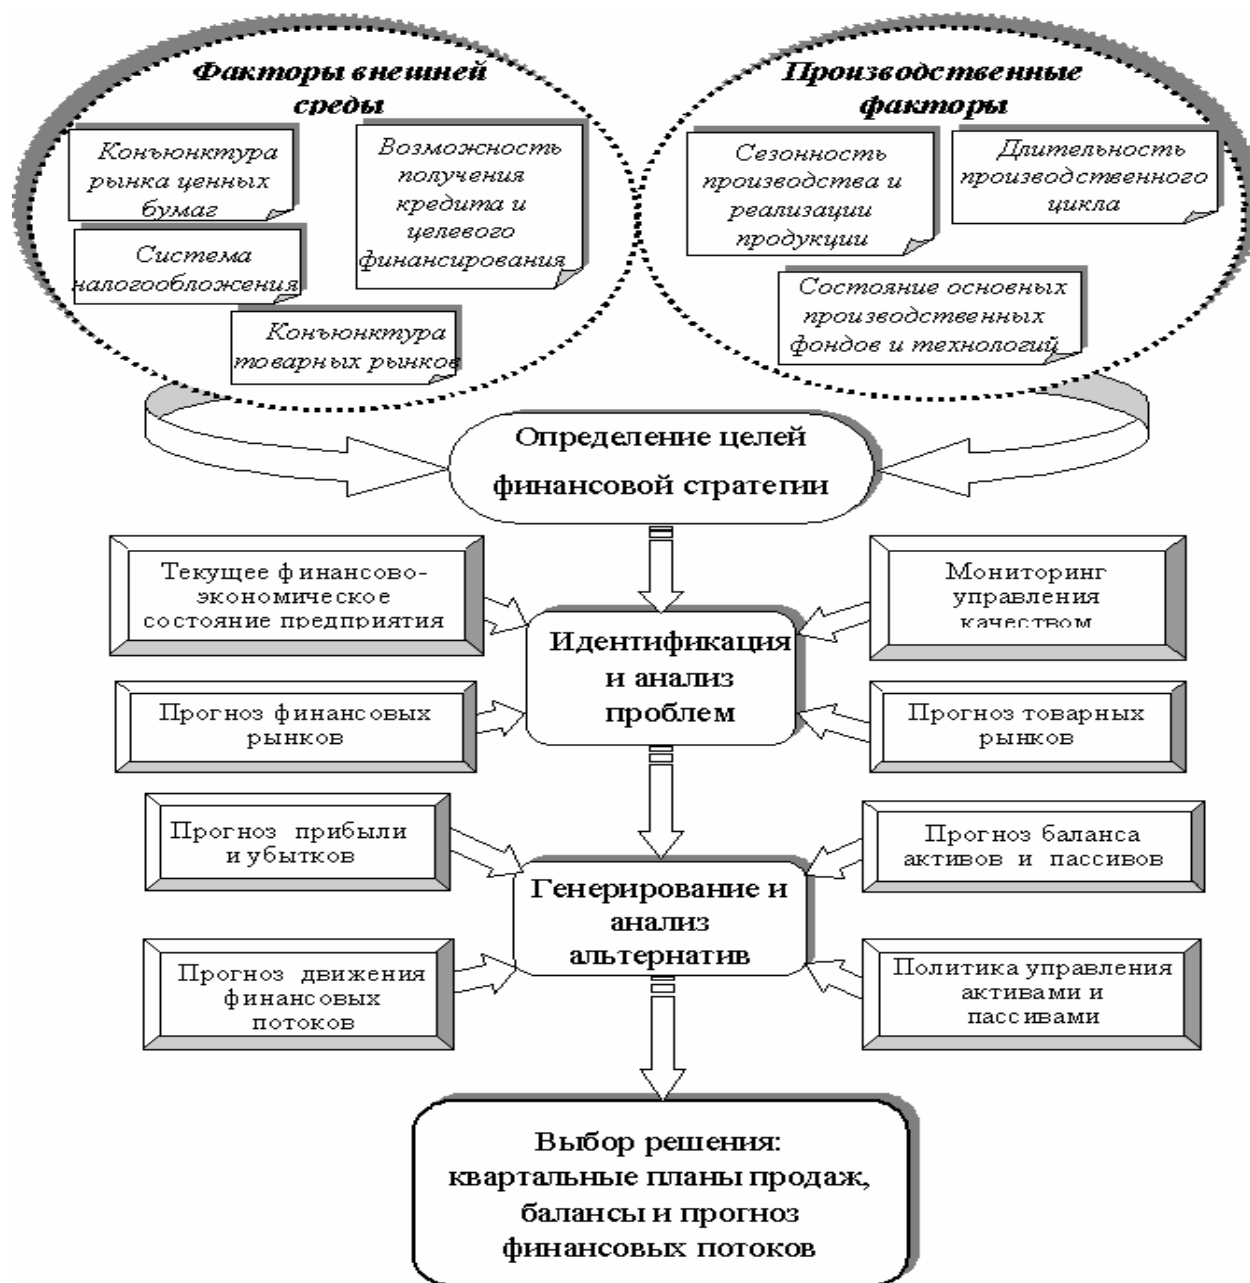 Факторы внешней
среды
Конъюнктура
рынка ценных
бумаг
Возможность
получения
кредита и
целевого
финансирования
Система
налогообложения
Конъюнктура
товарных рынков
Производственные
факторы
Сезонность
производства и
реализации
продукции
Длительность
производственного
цикла
Состояние основных
производственных
фондов и технологий
Определение целей
финансовой стратегии
Текущее финансово-
экономическое
состояние предприятия
Мониторинг
управления
качеством
Идентификация
и анализ
проблем
Прогноз финансовых
рынков
Прогноз товарных
рынков
Прогноз прибыли
и убытков
Прогноз баланса
активов и пассивов
Генерирование и
анализ
альтернатив
Прогноз движения
финансовых
потоков
Политика управления
активами и
пассивами
Выбор решения:
квартальные планы продаж,
балансы и прогноз
финансовых потоков